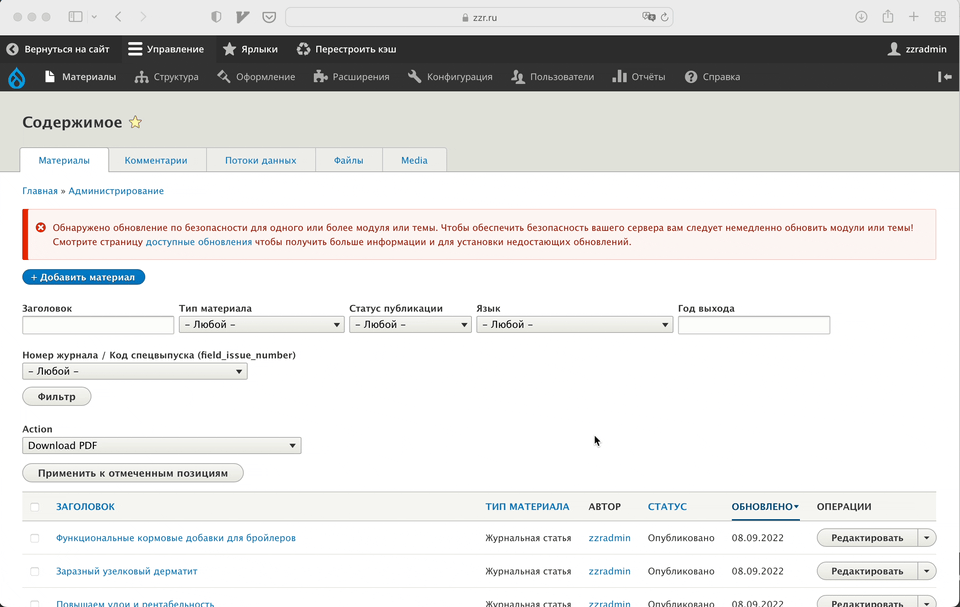 zzr.ru
Вернуться на сайт Управление Ярлыки Перестроить кэш zzradmin
Материалы Структура Оформление Расширения Конфигурация Пользователи Отчёты Справка
Содержимое
Материалы Комментарии Потоки данных Файлы Media
Главная » Администрирование
Обнаружено обновление по безопасности для одного или более модуля или темы. Чтобы обеспечить безопасность вашего сервера вам следует немедленно обновить модули или темы!
Смотрите страницу доступные обновления чтобы получить больше информации и для установки недостающих обновлений.
+ Добавить материал
Заголовок Тип материала Статус публикации Язык Год выхода
- Любой - - Любой - - Любой -
Номер журнала / Код спецвыпуска (field_issue_number)
- Любой -
Фильтр
Action
Download PDF
Применить к отмеченным позициям
ЗАГОЛОВОК ТИП МАТЕРИАЛА АВТОР СТАТУС ОБНОВЛЕНО ОПЕРАЦИИ
Функциональные кормовые добавки для бройлеров Журнальная статья zzradmin Опубликовано 08.09.2022 Редактировать
Заразный узелковый дерматит Журнальная статья zzradmin Опубликовано 08.09.2022 Редактировать
Повышаем удои и рентабельность Журнальная статья zzradmin Опубликовано 08.09.2022 Редактировать